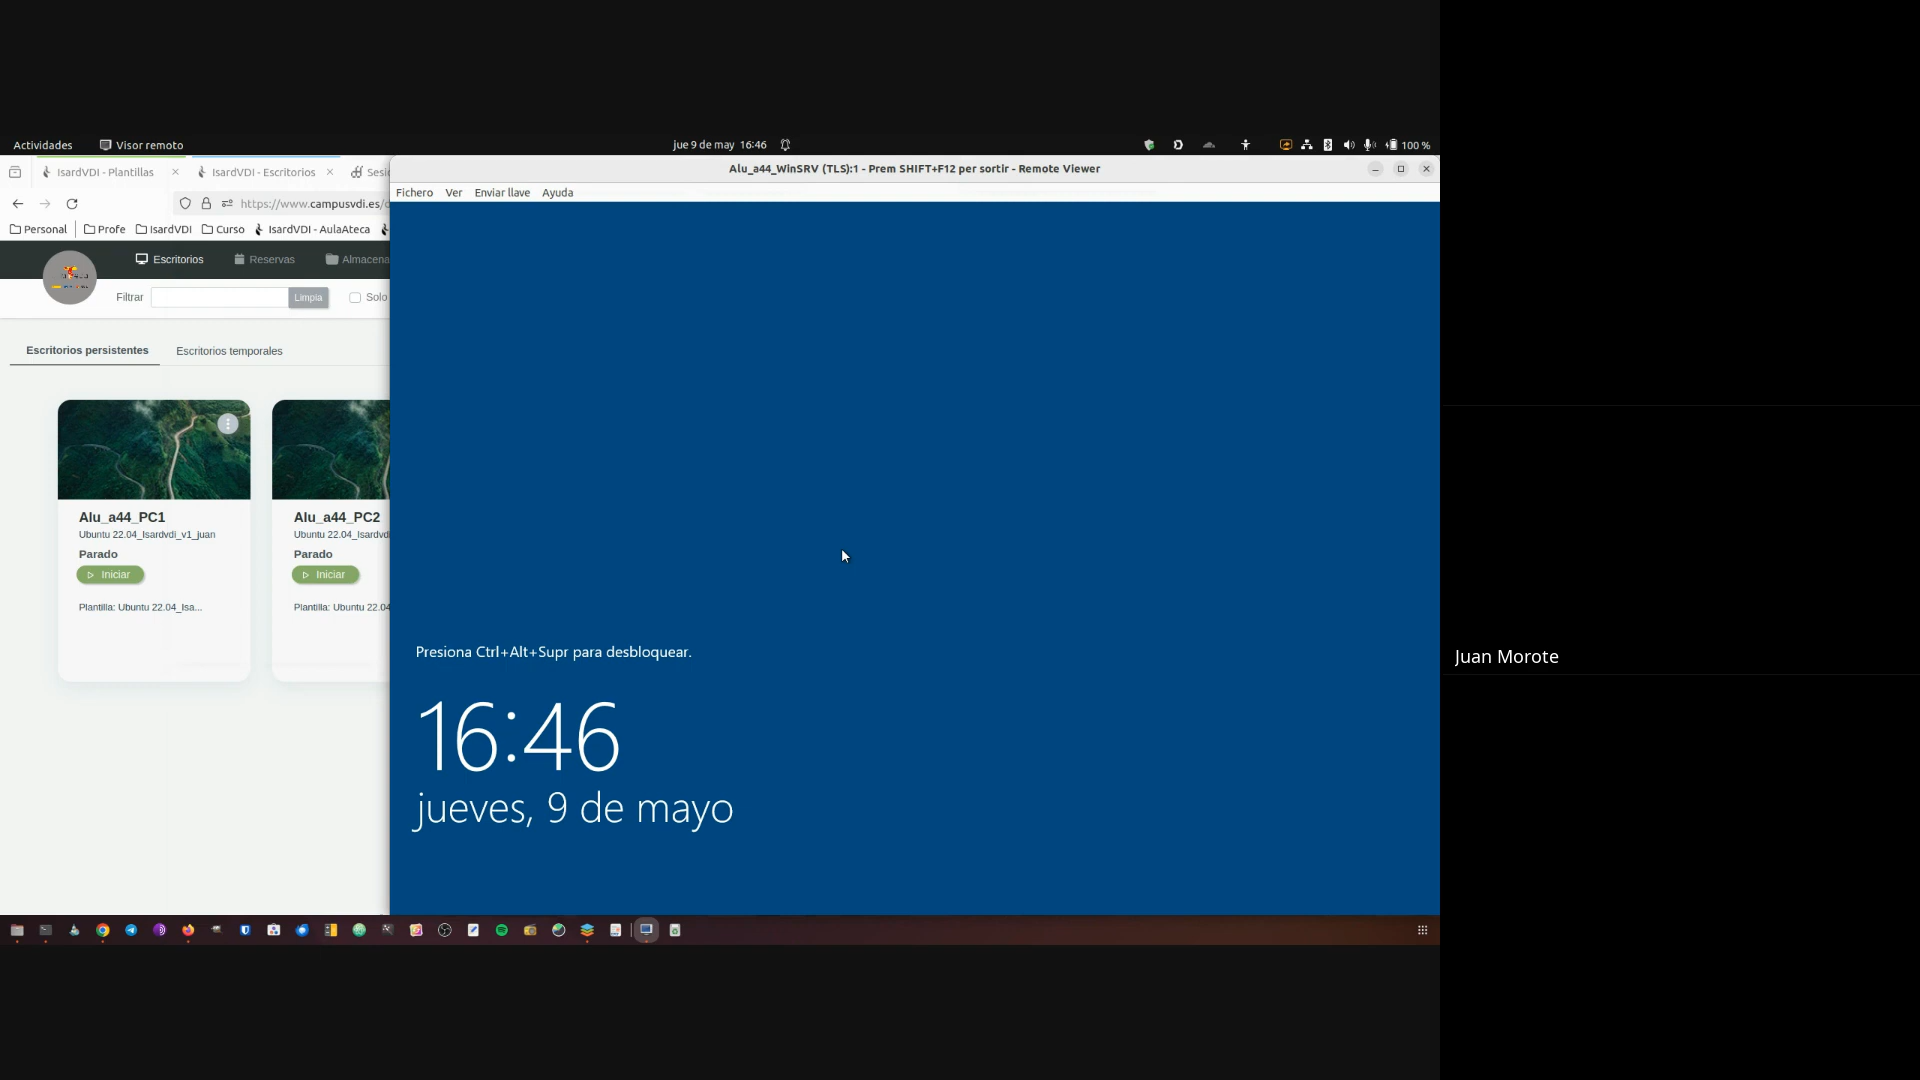 Actividades
Visor remoto
jue 9 de may 16:46
100 %
IsardVDI - Plantillas
IsardVDI - Escritorios
Sesi
Alu_a44_WinSRV (TLS):1 - Prem SHIFT+F12 per sortir - Remote Viewer
Fichero
Ver
Enviar llave
Ayuda
https://www.campusvdi.es/
Personal
Profe
IsardVDI
Curso
IsardVDI - AulaAteca
Escritorios
Reservas
Almacena
Filtrar
Limpia
Solo
Escritorios persistentes
Escritorios temporales
Alu_a44_PC1
Ubuntu 22.04_Isardvdi_v1_juan
Parado
Iniciar
Plantilla: Ubuntu 22.04_Isa...
Alu_a44_PC2
Ubuntu 22.04_Isardvdi
Parado
Iniciar
Plantilla: Ubuntu 22.04
Presiona Ctrl+Alt+Supr para desbloquear.
16:46
jueves, 9 de mayo
Juan Morote